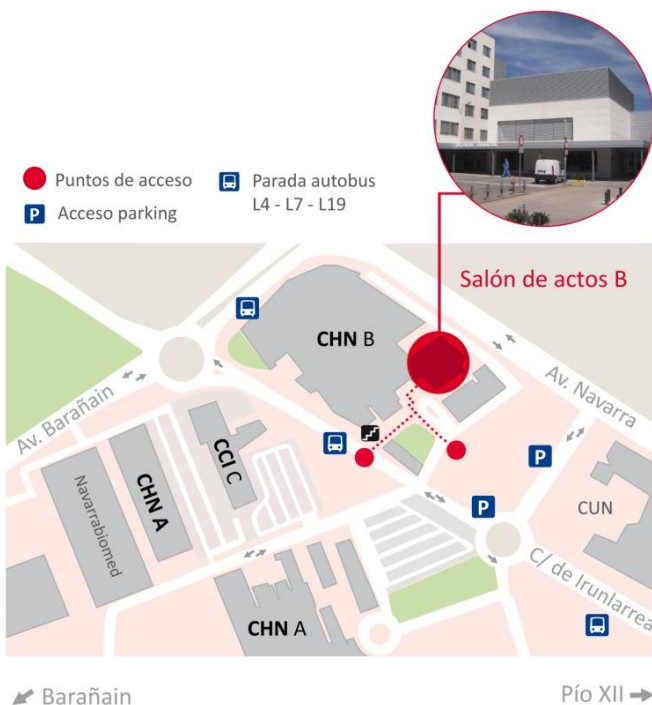 Puntos de acceso
Parada autobus
L4 - L7 - L19
P
Acceso parking
Salón de actos B
CHN B
Av. Navarra
Av. Barañain
CCI C
CHN A
Navarrabiomed
P
P
CUN
CHN A
C/ de Irunlarrea
Barañain
Pío XII